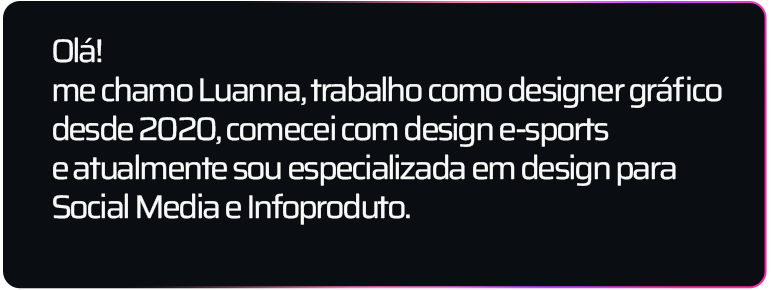 Olá!
me chamo Luanna, trabalho como designer gráfico
desde 2020, comecei com design e-sports
e atualmente sou especializada em design para
Social Media e Infoproduto.